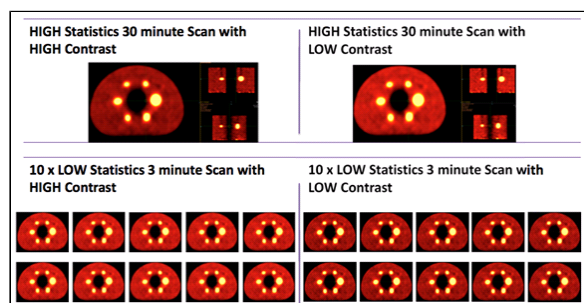 HIGH Statistics 30 minute Scan with
HIGH Contrast
HIGH Statistics 30 minute Scan with
LOW Contrast
10 x LOW Statistics 3 minute Scan with
HIGH Contrast
10 x LOW Statistics 3 minute Scan with
LOW Contrast